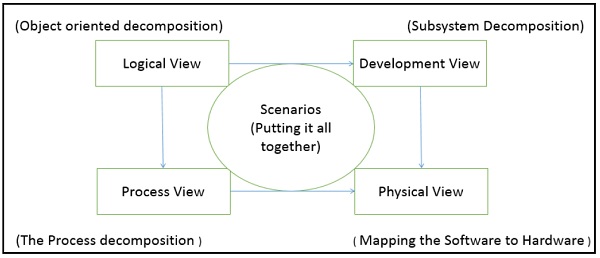 (Object oriented decomposition)
(Subsystem Decomposition)
Logical View
Development View
Scenarios
(Putting it all
together)
Process View
Physical View
(The Process decomposition )
( Mapping the Software to Hardware )